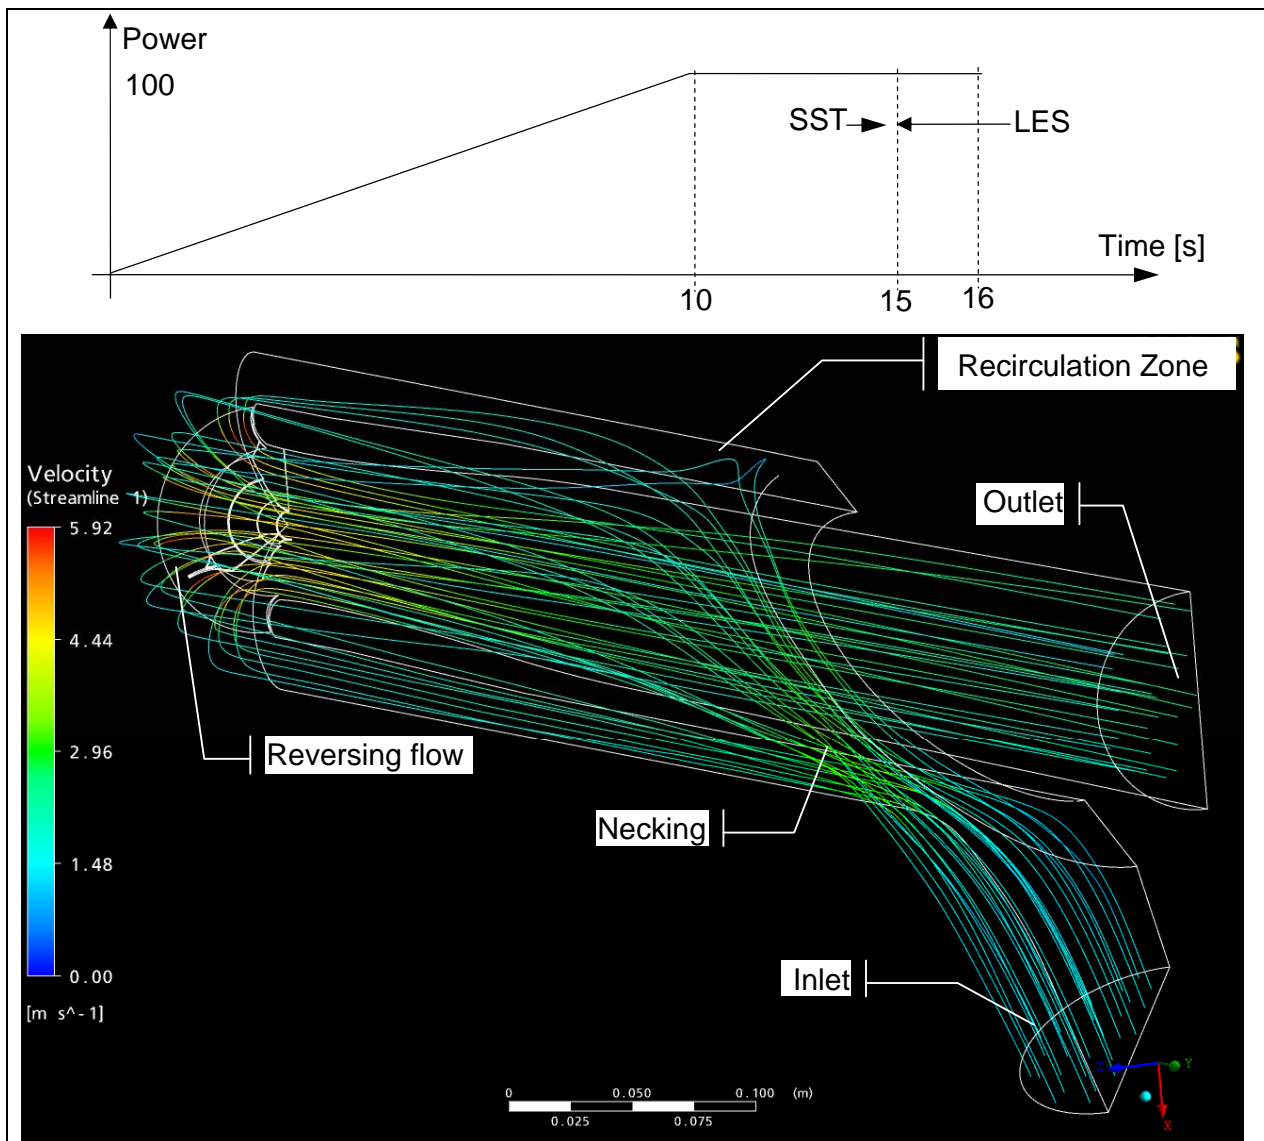 Power
100
SST
LES
Time [s]
10
15
16
Recirculation Zone
Velocity
(Streamline 1)
5.92
4.44
2.96
1.48
0.00
[m s^-1]
Outlet
Reversing flow
Necking
Inlet
0
0.050
0.100
(m)
0.025
0.075
Z
Y
X